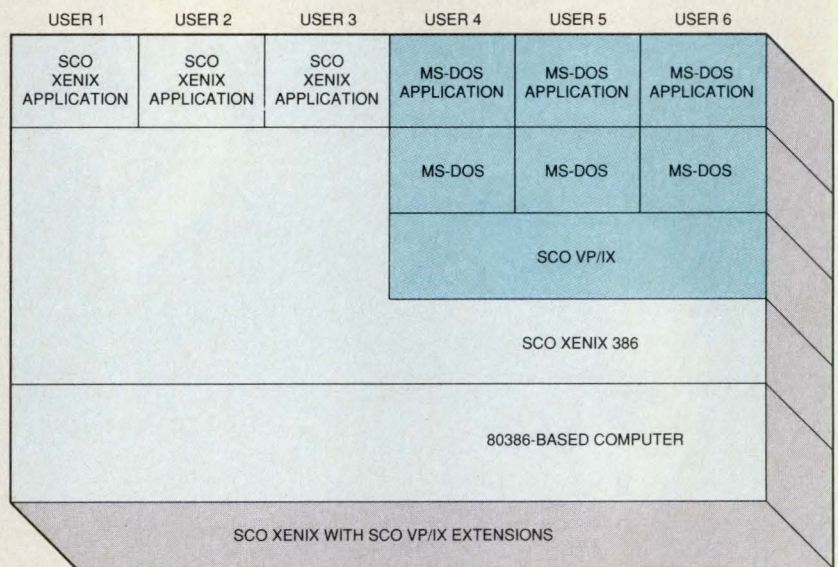 USER 1 USER 2 USER 3 USER 4 USER 5 USER 6
SCO SCO SCO MS-DOS MS-DOS MS-DOS
XENIX XENIX XENIX APPLICATION APPLICATION APPLICATION
APPLICATION APPLICATION APPLICATION
MS-DOS MS-DOS MS-DOS
SCO VP/IX
SCO XENIX 386
80386-BASED COMPUTER
SCO XENIX WITH SCO VP/IX EXTENSIONS